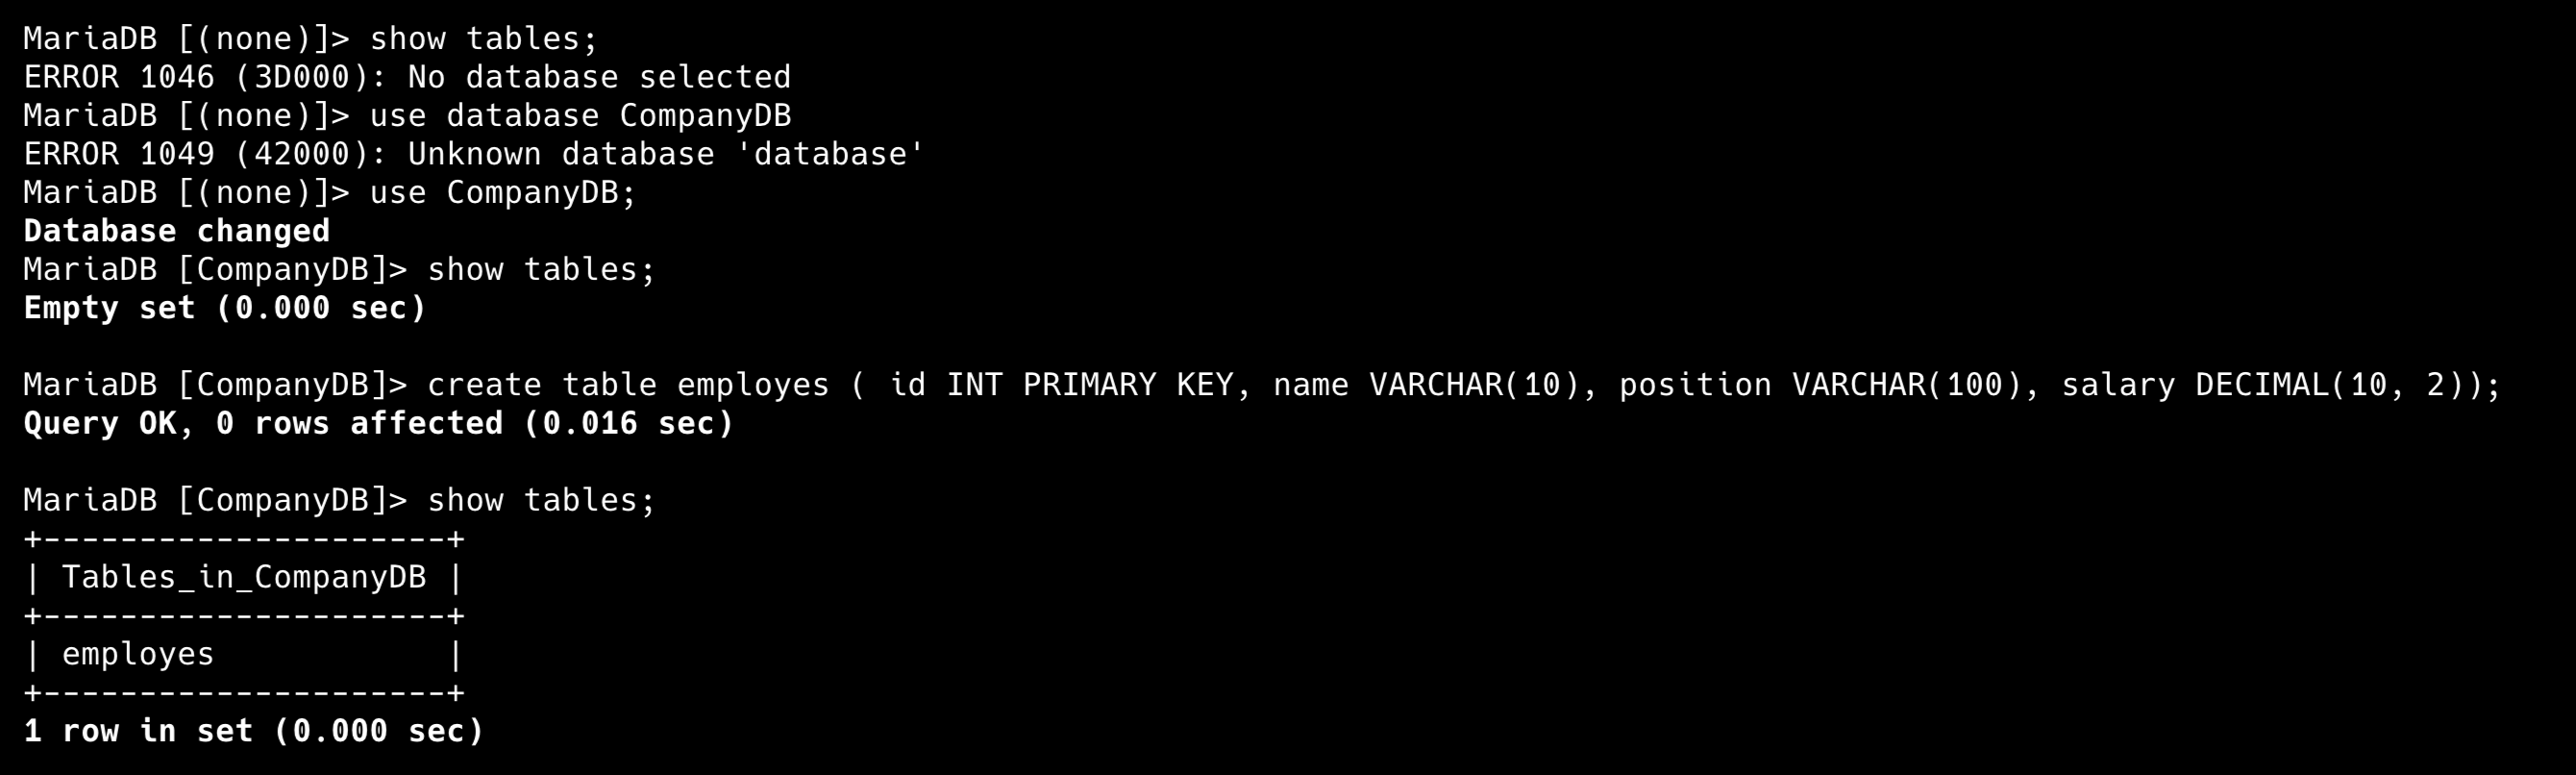 MariaDB [(none)]> show tables;
ERROR 1046 (3D000): No database selected
MariaDB [(none)]> use database CompanyDB
ERROR 1049 (42000): Unknown database 'database'
MariaDB [(none)]> use CompanyDB;
Database changed
MariaDB [CompanyDB]> show tables;
Empty set (0.000 sec)
MariaDB [CompanyDB]> create table employes ( id INT PRIMARY KEY, name VARCHAR(10), position VARCHAR(100), salary DECIMAL(10, 2));
Query OK, 0 rows affected (0.016 sec)
MariaDB [CompanyDB]> show tables;
+---------------------+
| Tables_in_CompanyDB |
+---------------------+
| employes            |
+---------------------+
1 row in set (0.000 sec)